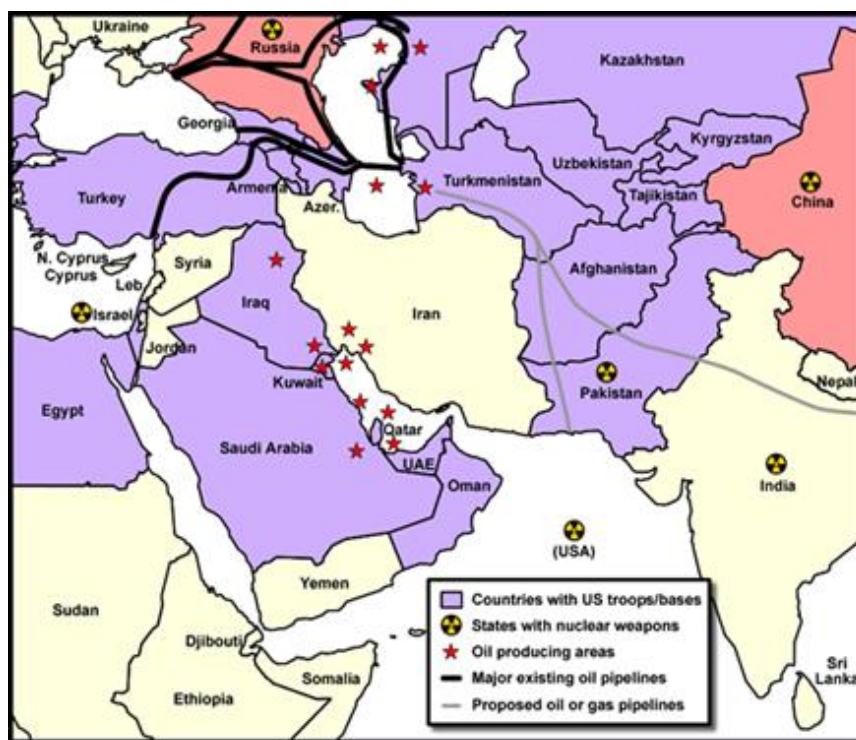 Ukraine
Russia
Kazakhstan
Georgia
Kyrgyzstan
Uzbekistan
Turkmenistan
Tajikistan
Armenia
Turkey
Azer.
China
N. Cyprus
Cyprus
Syria
Afghanistan
Leb.
Israel
Iraq
Iran
Jordan
Kuwait
Nepal
Pakistan
Egypt
Qatar
Saudi Arabia
UAE
India
Oman
(USA)
Yemen
Sudan
Djibouti
Somalia
Ethiopia
Sri
Lanka
Countries with US troops/bases
States with nuclear weapons
Oil producing areas
Major existing oil pipelines
Proposed oil or gas pipelines